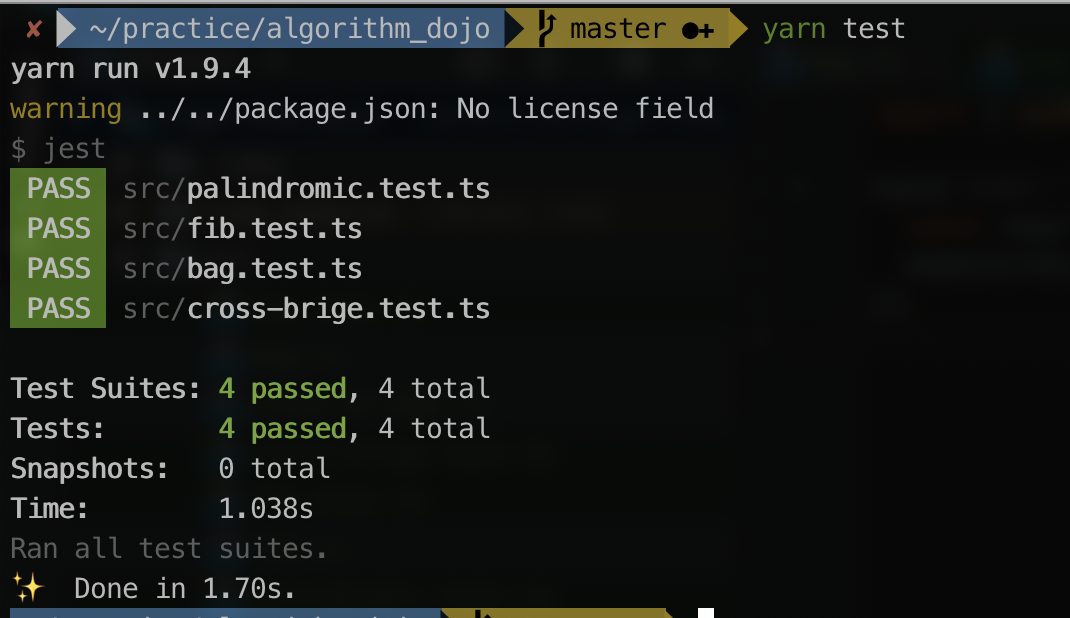 ✘ ~/practice/algorithm_dojo master ●✚ yarn test
yarn run v1.9.4
warning ../../package.json: No license field
$ jest
PASS src/palindromic.test.ts
PASS src/fib.test.ts
PASS src/bag.test.ts
PASS src/cross-brige.test.ts
Test Suites: 4 passed, 4 total
Tests: 4 passed, 4 total
Snapshots: 0 total
Time: 1.038s
Ran all test suites.
✨ Done in 1.70s.